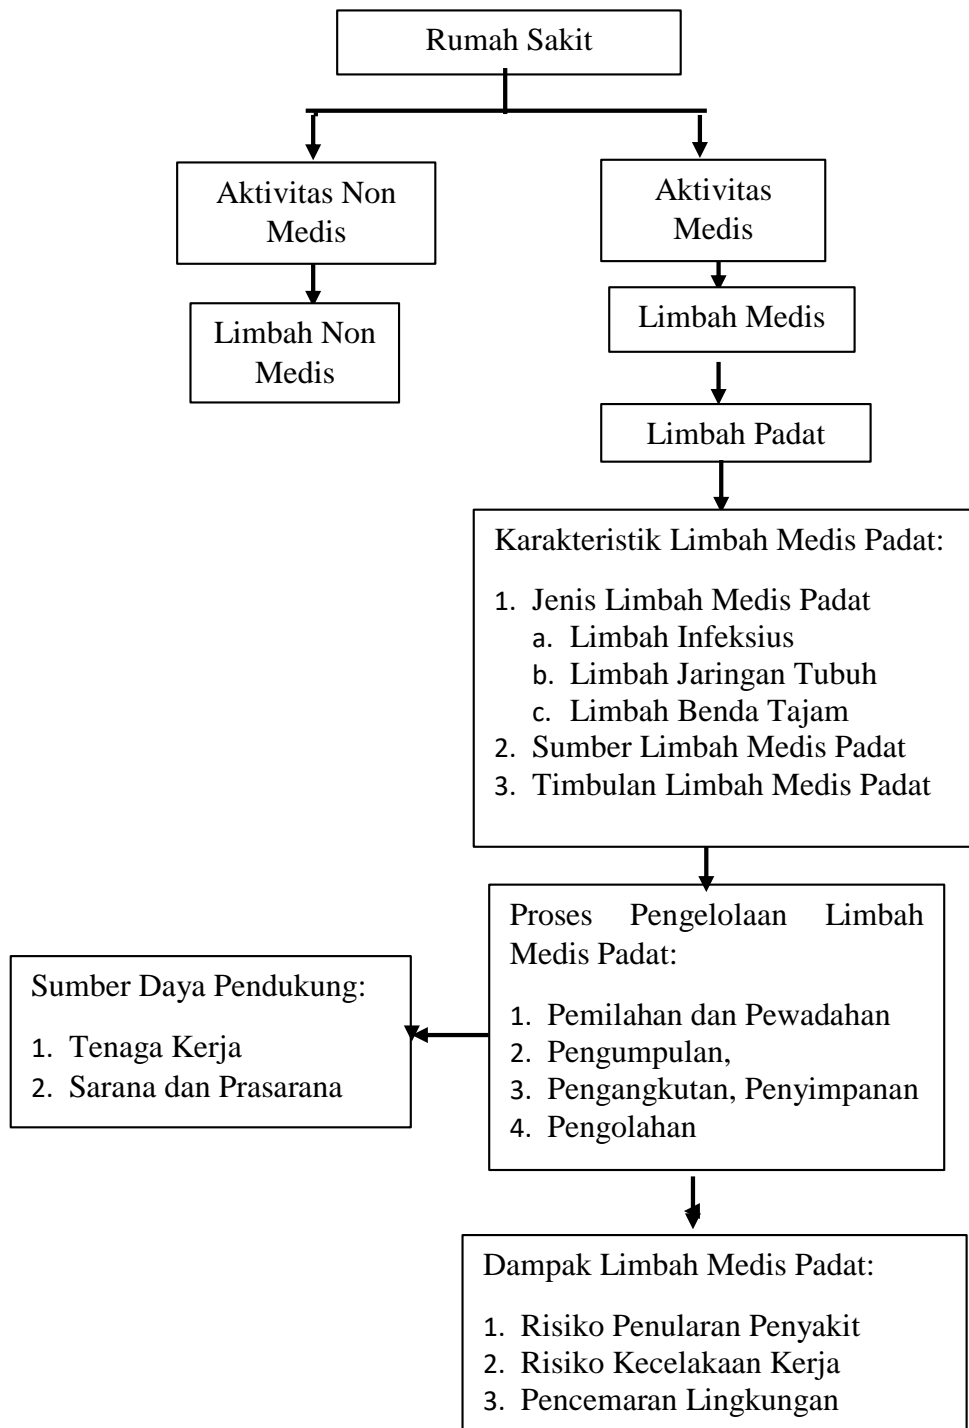 Rumah Sakit
Aktivitas Non
Medis
Aktivitas
Medis
Limbah Non
Medis
Limbah Medis
Limbah Padat
Karakteristik Limbah Medis Padat:
1. Jenis Limbah Medis Padat
a. Limbah Infeksius
b. Limbah Jaringan Tubuh
c. Limbah Benda Tajam
2. Sumber Limbah Medis Padat
3. Timbulan Limbah Medis Padat
Proses Pengelolaan Limbah
Medis Padat:
1. Pemilahan dan Pewadahan
2. Pengumpulan,
3. Pengangkutan, Penyimpanan
4. Pengolahan
Sumber Daya Pendukung:
1. Tenaga Kerja
2. Sarana dan Prasarana
Dampak Limbah Medis Padat:
1. Risiko Penularan Penyakit
2. Risiko Kecelakaan Kerja
3. Pencemaran Lingkungan